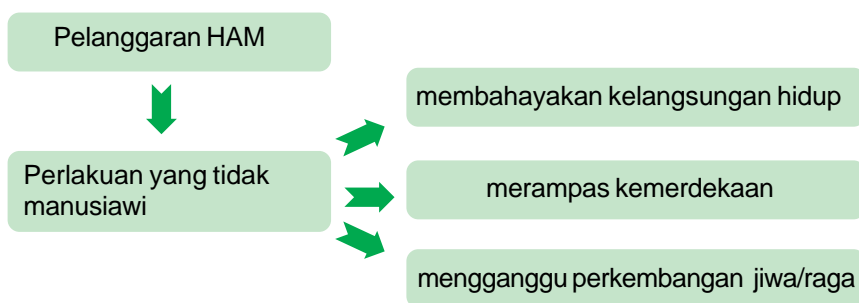 Pelanggaran HAM
membahayakan kelangsungan hidup
Perlakuan yang tidak
manusiawi
merampas kemerdekaan
mengganggu perkembangan jiwa/raga